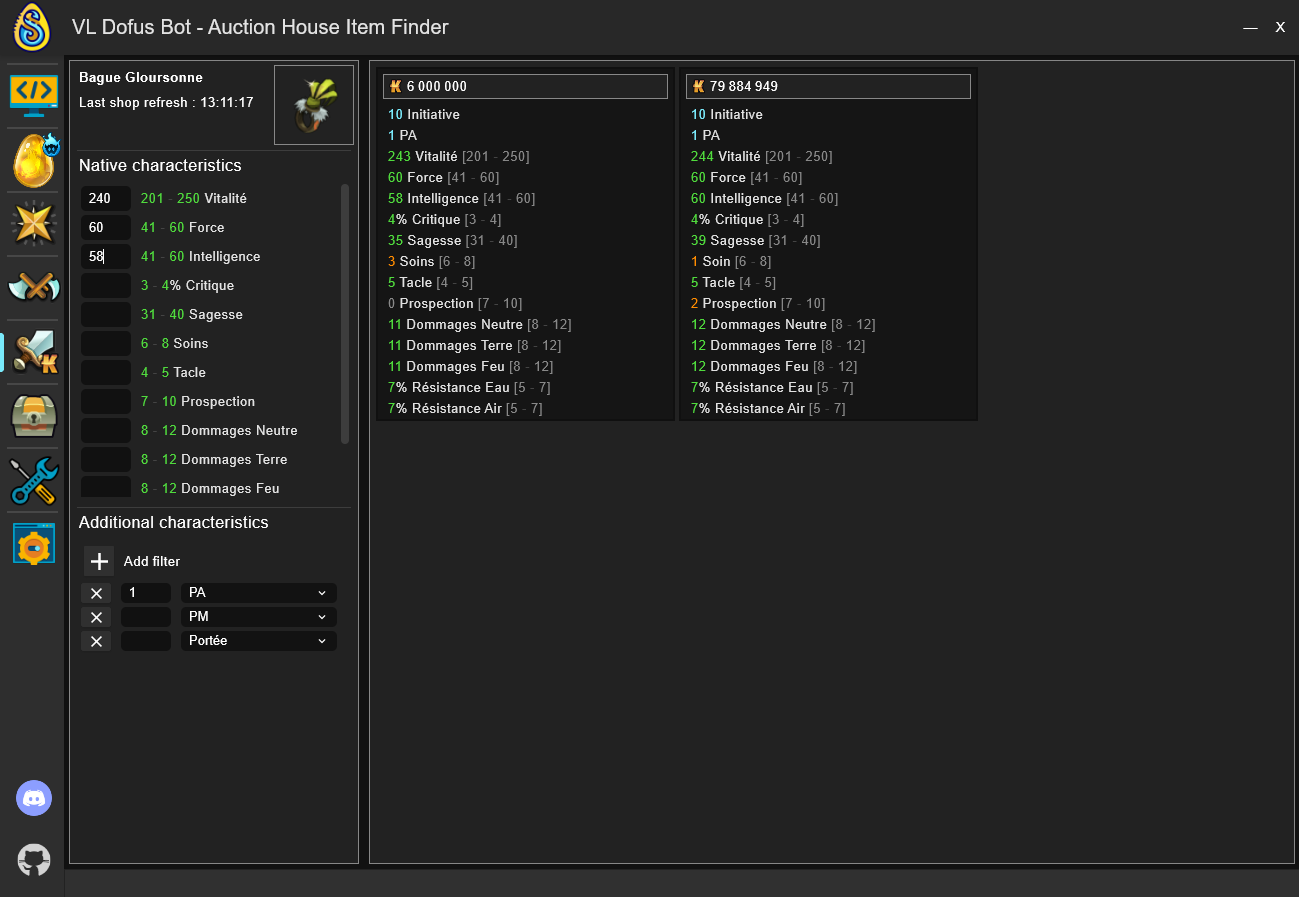 VL Dofus Bot - Auction House Item Finder
— X
Bague Gloursonne
Last shop refresh : 13:11:17
Native characteristics
240 201 - 250 Vitalité
60 41 - 60 Force
58 41 - 60 Intelligence
3 - 4% Critique
31 - 40 Sagesse
6 - 8 Soins
4 - 5 Tacle
7 - 10 Prospection
8 - 12 Dommages Neutre
8 - 12 Dommages Terre
8 - 12 Dommages Feu
Additional characteristics
Add filter
1 PA
PM
Portée
6 000 000
10 Initiative
1 PA
243 Vitalité [201 - 250]
60 Force [41 - 60]
58 Intelligence [41 - 60]
4% Critique [3 - 4]
35 Sagesse [31 - 40]
3 Soins [6 - 8]
5 Tacle [4 - 5]
0 Prospection [7 - 10]
11 Dommages Neutre [8 - 12]
11 Dommages Terre [8 - 12]
11 Dommages Feu [8 - 12]
7% Résistance Eau [5 - 7]
7% Résistance Air [5 - 7]
79 884 949
10 Initiative
1 PA
244 Vitalité [201 - 250]
60 Force [41 - 60]
60 Intelligence [41 - 60]
4% Critique [3 - 4]
39 Sagesse [31 - 40]
1 Soin [6 - 8]
5 Tacle [4 - 5]
2 Prospection [7 - 10]
12 Dommages Neutre [8 - 12]
12 Dommages Terre [8 - 12]
12 Dommages Feu [8 - 12]
7% Résistance Eau [5 - 7]
7% Résistance Air [5 - 7]